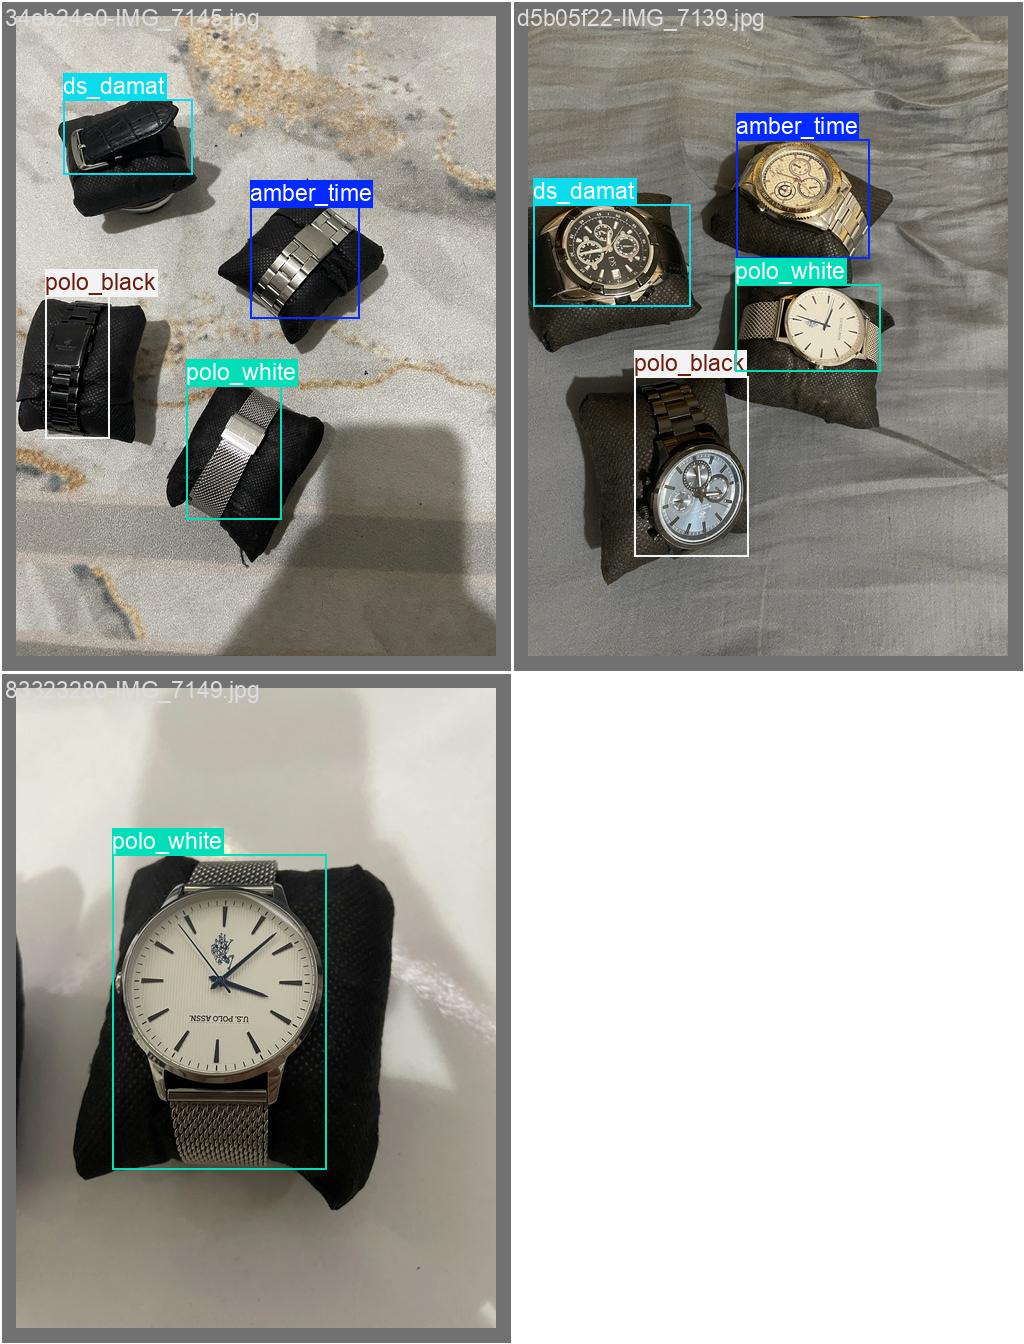 34eb24e0-IMG_7145.jpg
ds_damat
amber_time
polo_black
polo_white
d5b05f22-IMG_7139.jpg
amber_time
ds_damat
polo_white
polo_black
83323280-IMG_7149.jpg
polo_white
U.S. POLO ASSN.